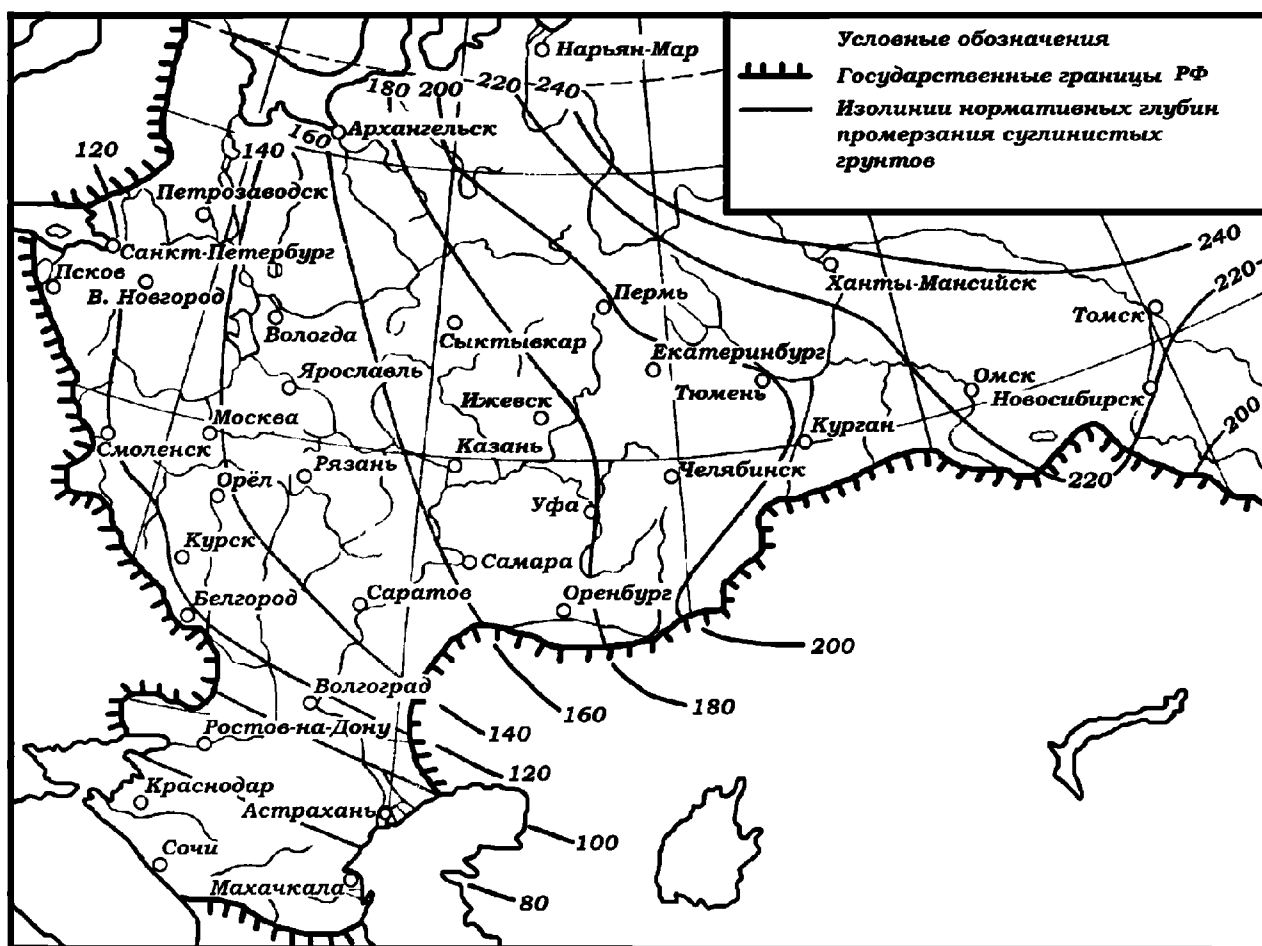 Условные обозначения
Государственные границы РФ
Изолинии нормативных глубин
промерзания суглинистых
грунтов
Нарьян-Мар
180
200
220
240
160
Архангельск
120
140
Петрозаводск
Санкт-Петербург
Псков
В. Новгород
240
220
Ханты-Мансийск
Пермь
Томск
Вологда
Сыктывкар
Екатеринбург
Ярославль
Тюмень
Омск
Новосибирск
Ижевск
Москва
Курган
200
Смоленск
Казань
Рязань
Челябинск
220
Орёл
Уфа
Курск
Самара
Белгород
Саратов
Оренбург
200
Волгоград
180
160
Ростов-на-Дону
140
120
Краснодар
Астрахань
100
Сочи
Махачкала
80